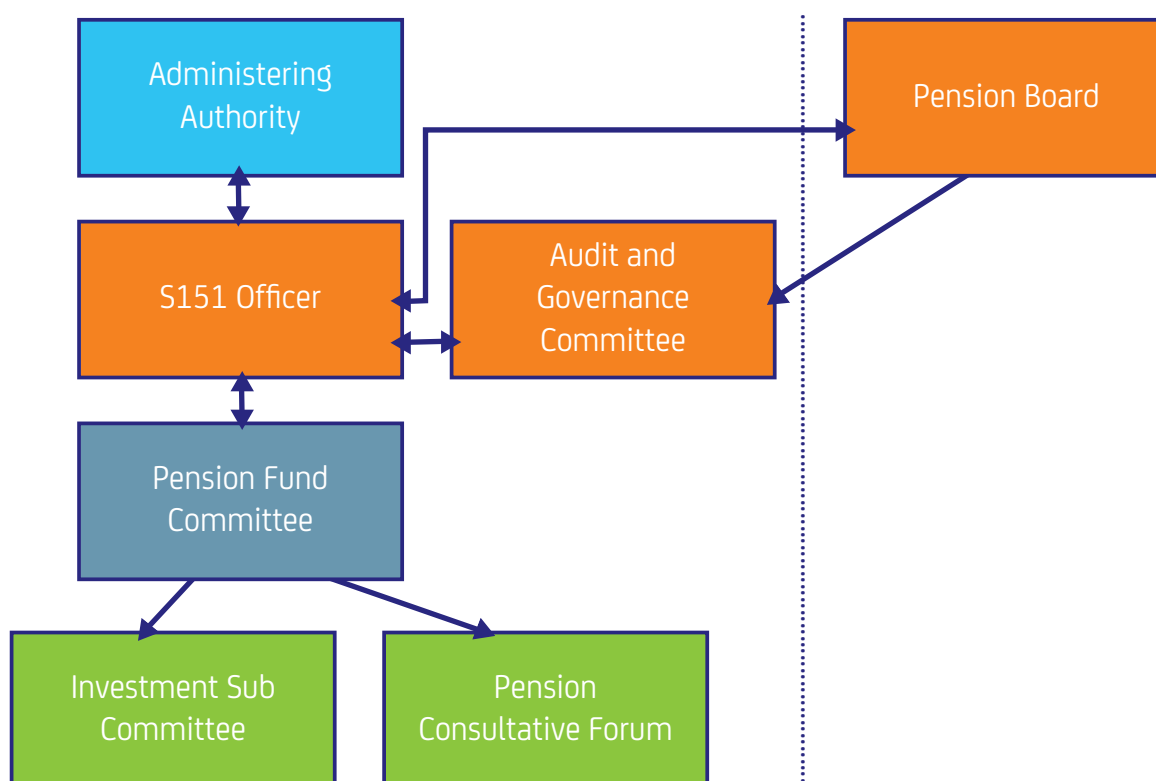 Administering
Authority
Pension Board
S151 Officer
Audit and
Governance
Committee
Pension Fund
Committee
Investment Sub
Committee
Pension
Consultative Forum